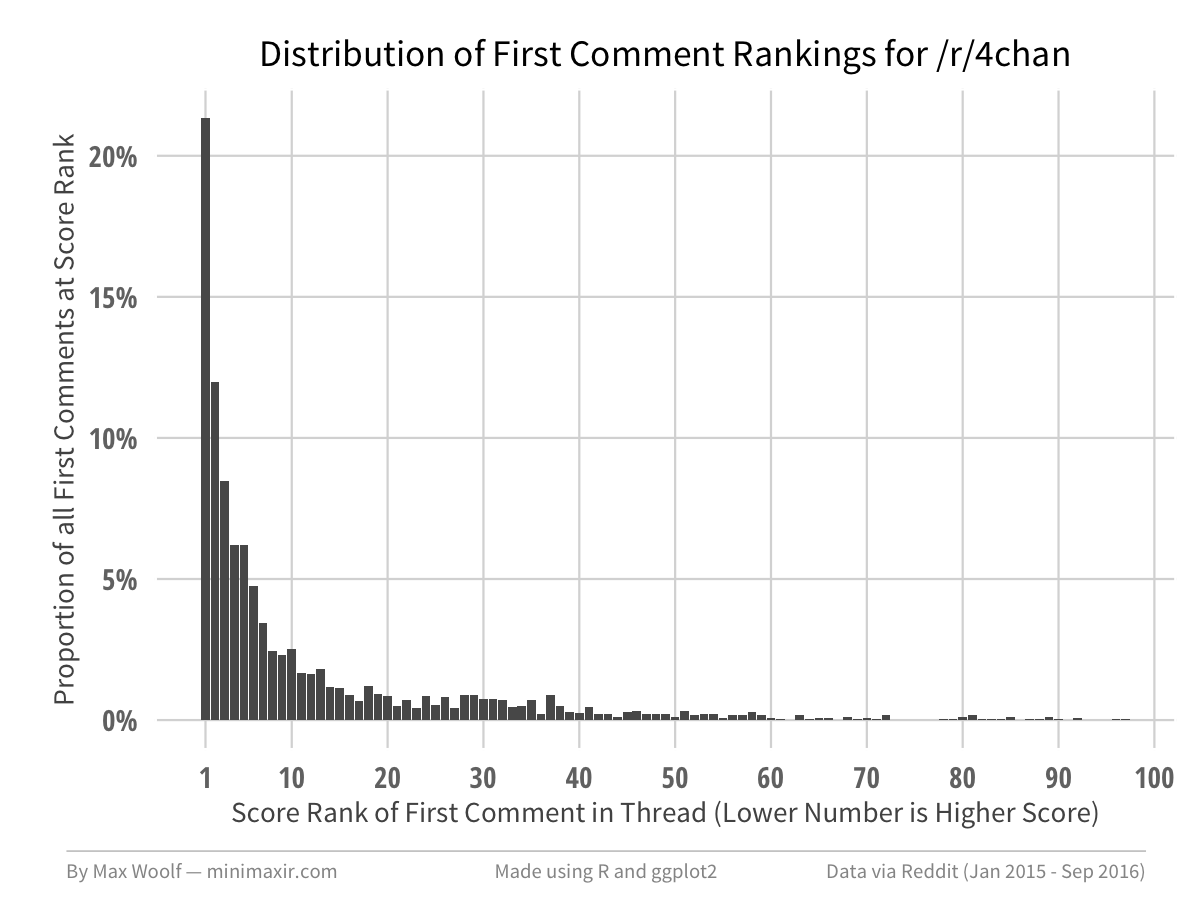 Distribution of First Comment Rankings for /r/4chan
Proportion of all First Comments at Score Rank
20%
15%
10%
5%
0%
1 10 20 30 40 50 60 70 80 90 100
Score Rank of First Comment in Thread (Lower Number is Higher Score)
By Max Woolf — minimaxir.com Made using R and ggplot2 Data via Reddit (Jan 2015 - Sep 2016)